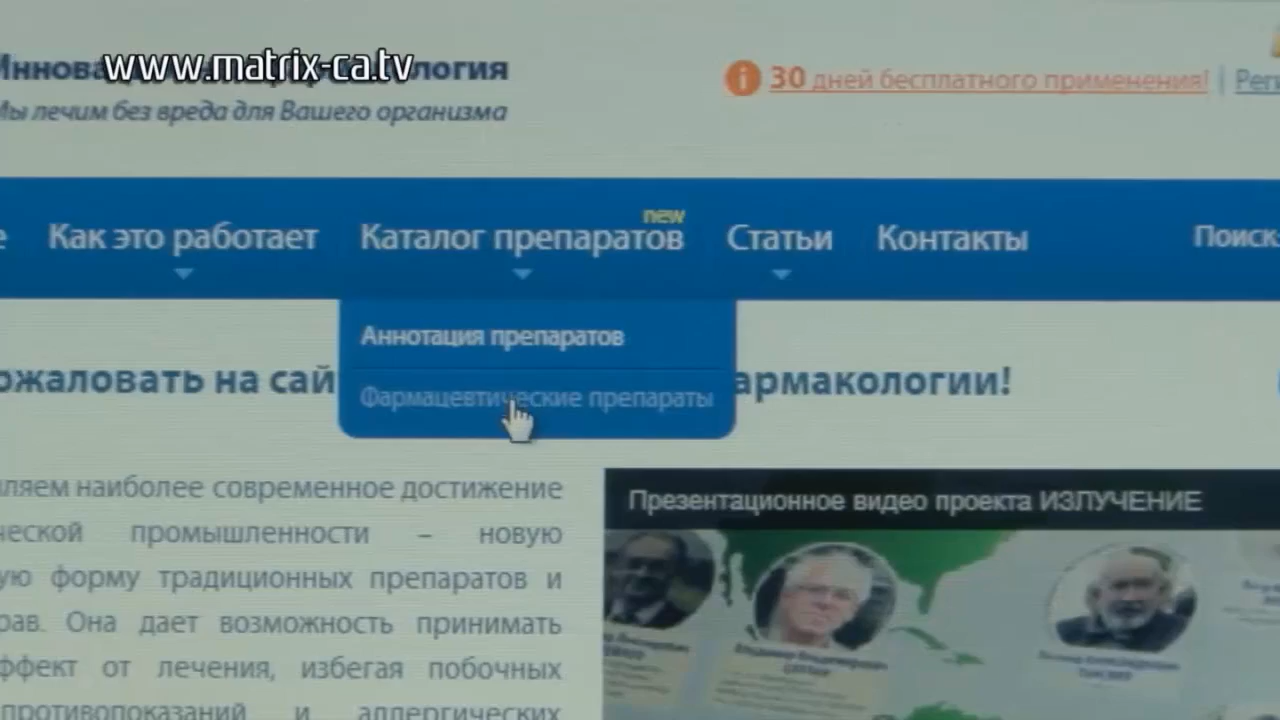 www.matrix-ca.tv
Мы лечим без вреда для Вашего организма
30 дней бесплатного применения! |
Как это работает
Каталог препаратов new
Статьи
Контакты
Поиск
Аннотация препаратов
Фармацевтические препараты
ожаловать на сай
армакологии!
ляем наиболее современное достижение
ческой промышленности – новую
ую форму традиционных препаратов и
рав. Она дает возможность принимать
ффект от лечения, избегая побочных
противопоказаний и аллергических
Презентационное видео проекта ИЗЛУЧЕНИЕ